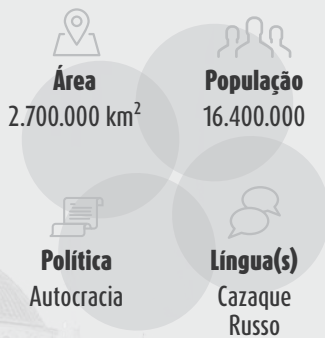 Área
2.700.000 km²
População
16.400.000
Política
Autocracia
Língua(s)
Cazaque
Russo